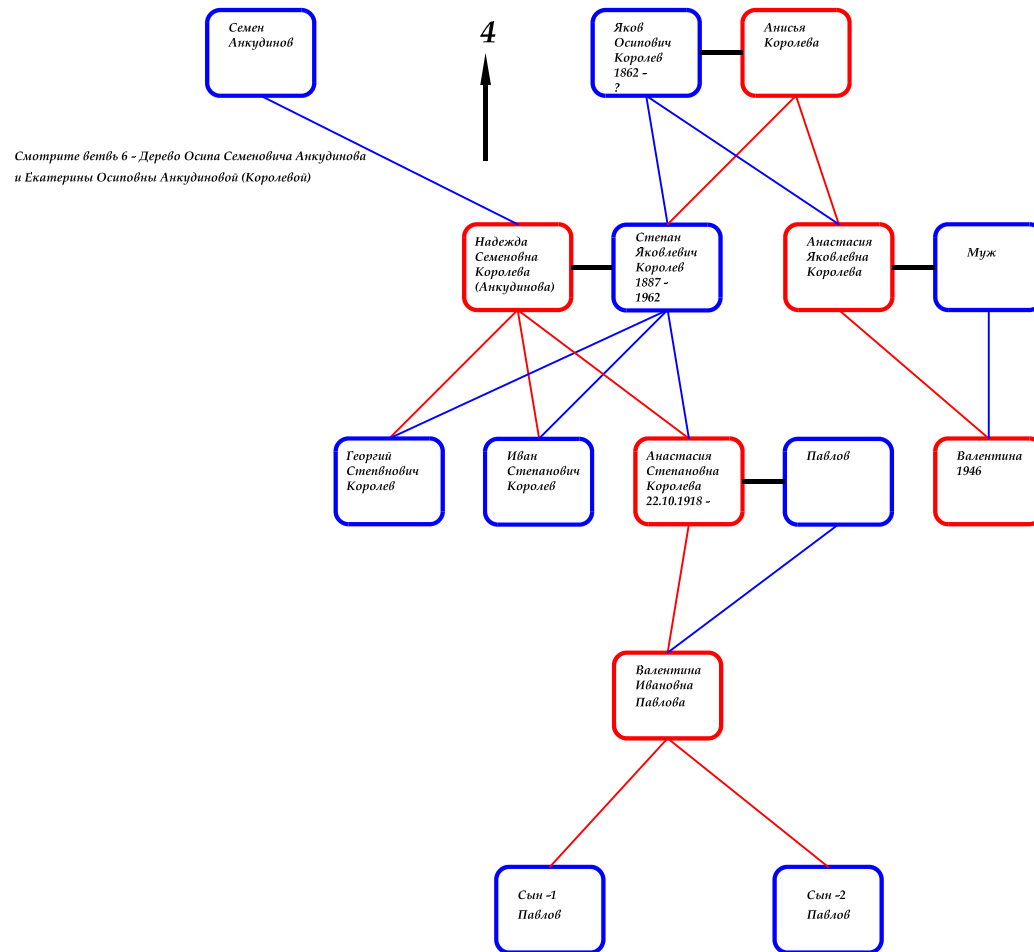 Семен
Анкудинов
4
Яков
Осипович
Королев
1862 -
?
Анисья
Королева
Смотрите ветвь 6 - Дерево Осипа Семеновича Анкудинова
и Екатерины Осиповны Анкудиновой (Королевой)
Надежда
Семеновна
Королева
(Анкудинова)
Степан
Яковлевич
Королев
1887 -
1962
Анастасия
Яковлевна
Королева
Муж
Георгий
Степвнович
Королев
Иван
Степанович
Королев
Анастасия
Степановна
Королева
22.10.1918 -
Павлов
Валентина
1946
Валентина
Ивановна
Павлова
Сын -1
Павлов
Сын -2
Павлов